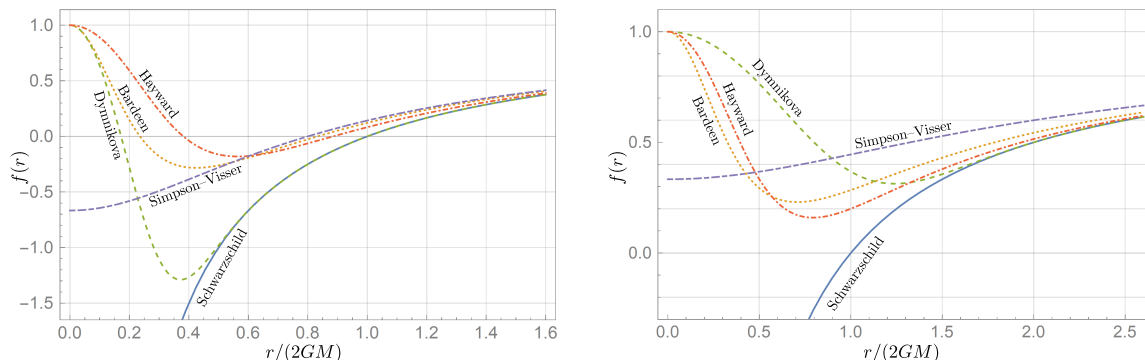 1.0
0.5
0.0
−0.5
−1.0
−1.5
f(r)
Hayward
Bardeen
Dymnikova
Simpson–Visser
Schwarzschild
0.0 0.2 0.4 0.6 0.8 1.0 1.2 1.4 1.6
r/(2GM)
1.0
0.5
0.0
f(r)
Dymnikova
Hayward
Bardeen
Simpson–Visser
Schwarzschild
0.0 0.5 1.0 1.5 2.0 2.5
r/(2GM)